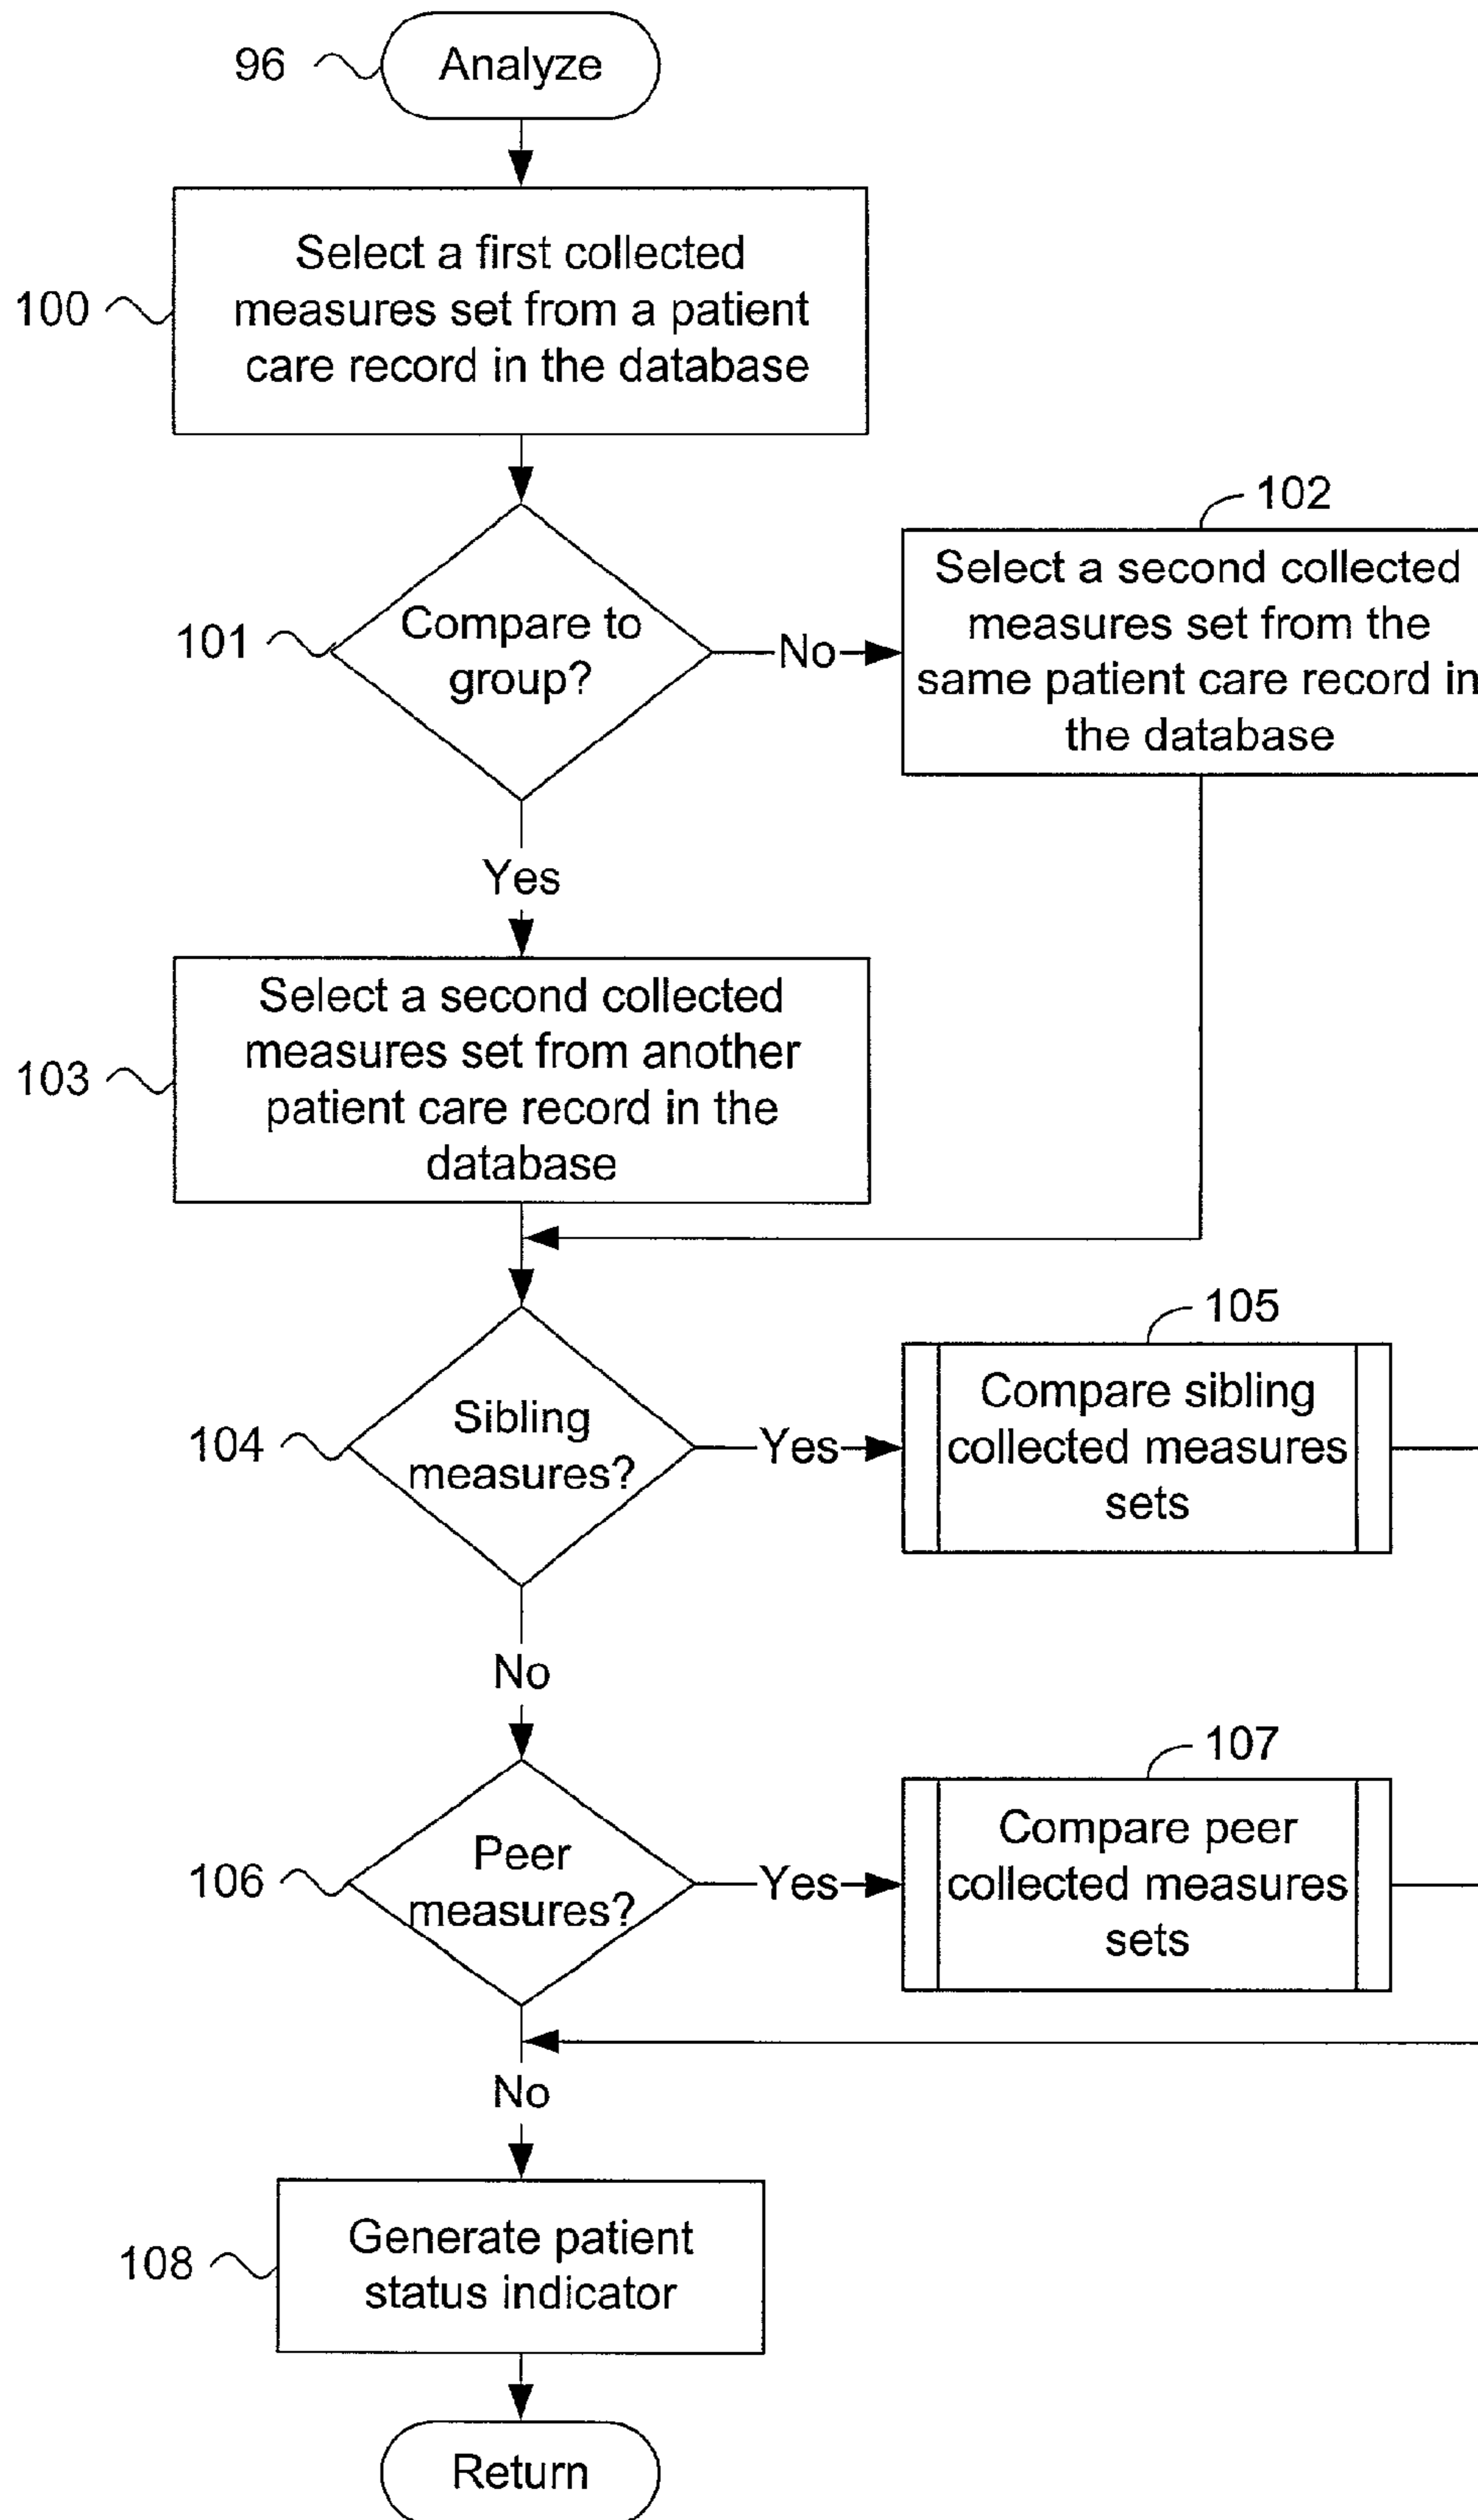 96
Analyze
100
Select a first collected
measures set from a patient
care record in the database
101
Compare to
group?
No
102
Select a second collected
measures set from the
same patient care record in
the database
Yes
103
Select a second collected
measures set from another
patient care record in the
database
104
Sibling
measures?
Yes
105
Compare sibling
collected measures
sets
No
106
Peer
measures?
Yes
107
Compare peer
collected measures
sets
No
108
Generate patient
status indicator
Return